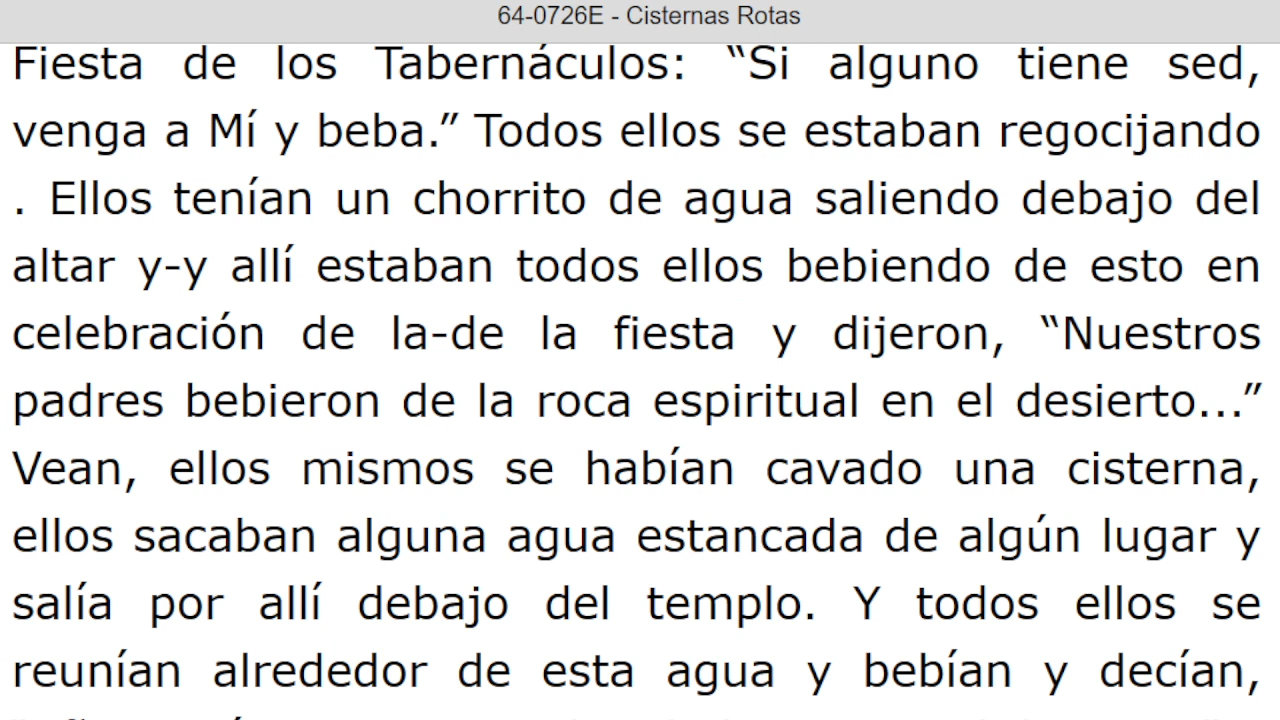 64-0726E - Cisternas Rotas
Fiesta de los Tabernáculos: “Si alguno tiene sed,
venga a Mí y beba.” Todos ellos se estaban regocijando
. Ellos tenían un chorrito de agua saliendo debajo del
altar y-y allí estaban todos ellos bebiendo de esto en
celebración de la-de la fiesta y dijeron, “Nuestros
padres bebieron de la roca espiritual en el desierto...”
Vean, ellos mismos se habían cavado una cisterna,
ellos sacaban alguna agua estancada de algún lugar y
salía por allí debajo del templo. Y todos ellos se
reunían alrededor de esta agua y bebían y decían,